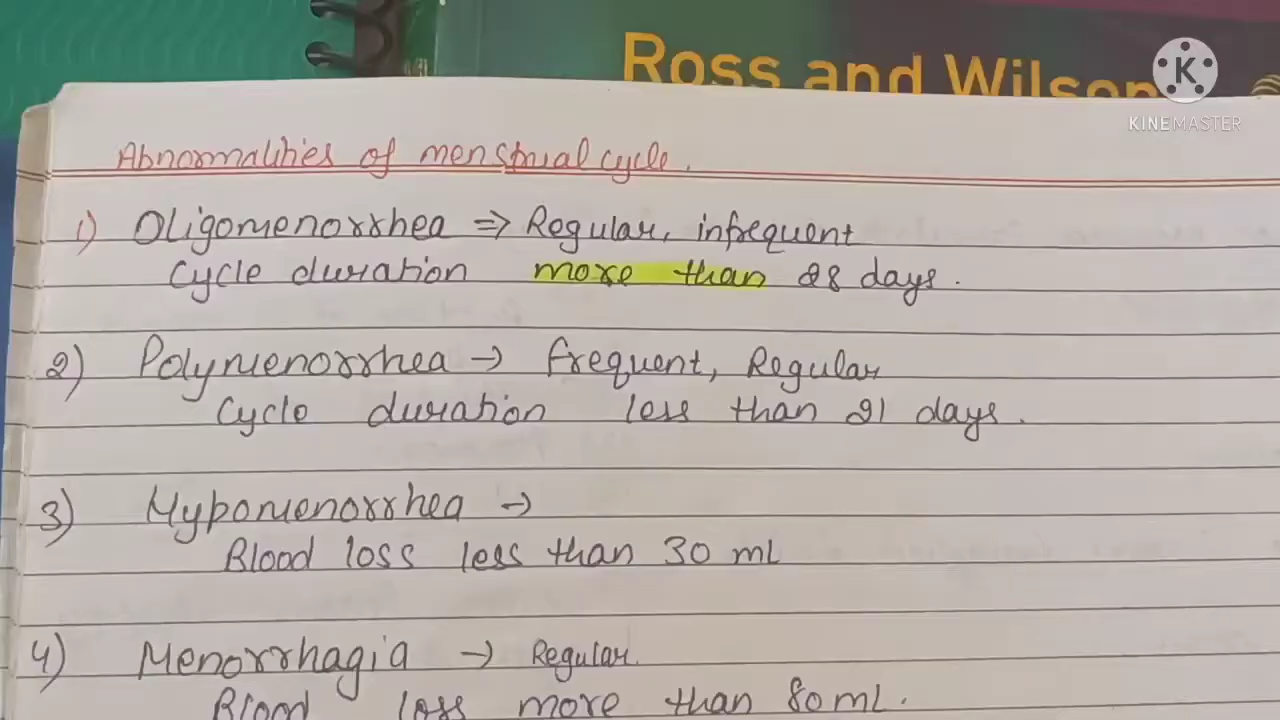 Ross and Wilson
KINEMASTER
Abnormalities of menstrual cycle.
1) Oligomenorrhea ⇒ Regular, infrequent
cycle duration more than 28 days.
2) Polymenorrhea → frequent, Regular
cycle duration less than 21 days.
3) Hypomenorrhea →
Blood loss less than 30 ml
4) Menorrhagia → Regular.
Blood loss more than 80 ml.